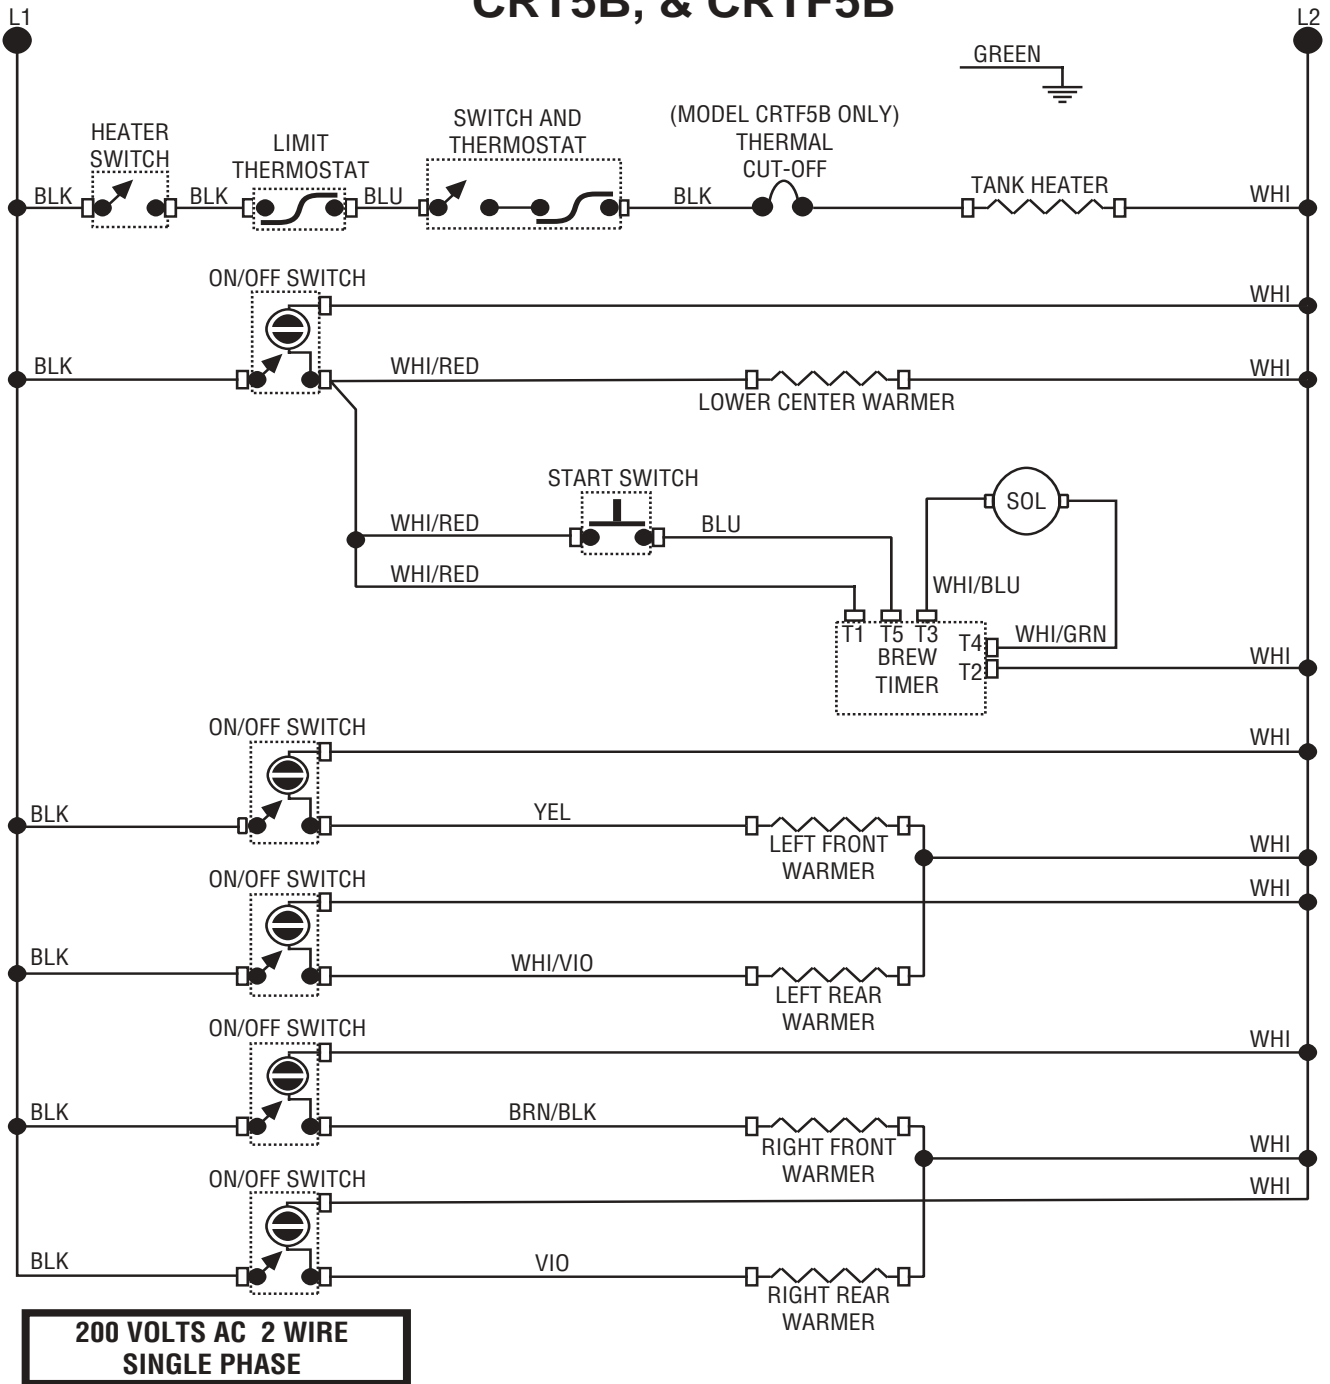 CRT5B, & CRTF5B
L1
L2
GREEN
HEATER
SWITCH
LIMIT
THERMOSTAT
SWITCH AND
THERMOSTAT
(MODEL CRTF5B ONLY)
THERMAL
CUT-OFF
TANK HEATER
BLK
BLK
BLU
BLK
WHI
ON/OFF SWITCH
WHI
BLK
WHI/RED
WHI
LOWER CENTER WARMER
START SWITCH
SOL
WHI/RED
BLU
WHI/RED
WHI/BLU
T1
T5
T3
T4
WHI/GRN
BREW
TIMER
T2
WHI
ON/OFF SWITCH
WHI
BLK
YEL
LEFT FRONT
WARMER
WHI
ON/OFF SWITCH
WHI
BLK
WHI/VIO
LEFT REAR
WARMER
ON/OFF SWITCH
WHI
BLK
BRN/BLK
RIGHT FRONT
WARMER
WHI
ON/OFF SWITCH
WHI
BLK
VIO
RIGHT REAR
WARMER
200 VOLTS AC 2 WIRE
SINGLE PHASE